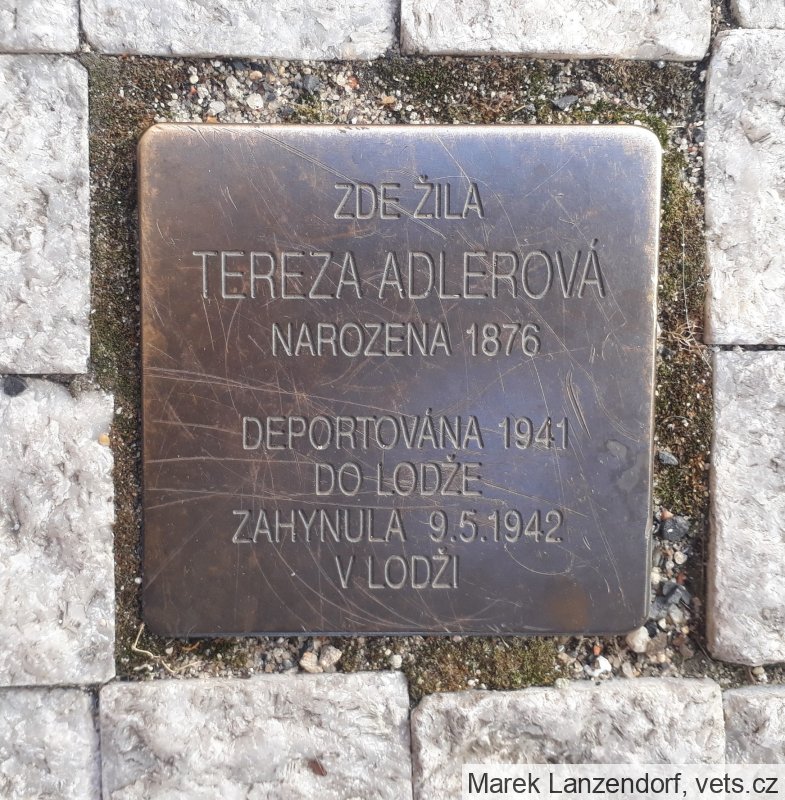 ZDE ŽILA
TEREZA ADLEROVÁ
NAROZENA 1876
DEPORTOVÁNA 1941
DO LODŽE
ZAHYNULA 9.5.1942
V LODŽI
Marek Lanzendorf, vets.cz